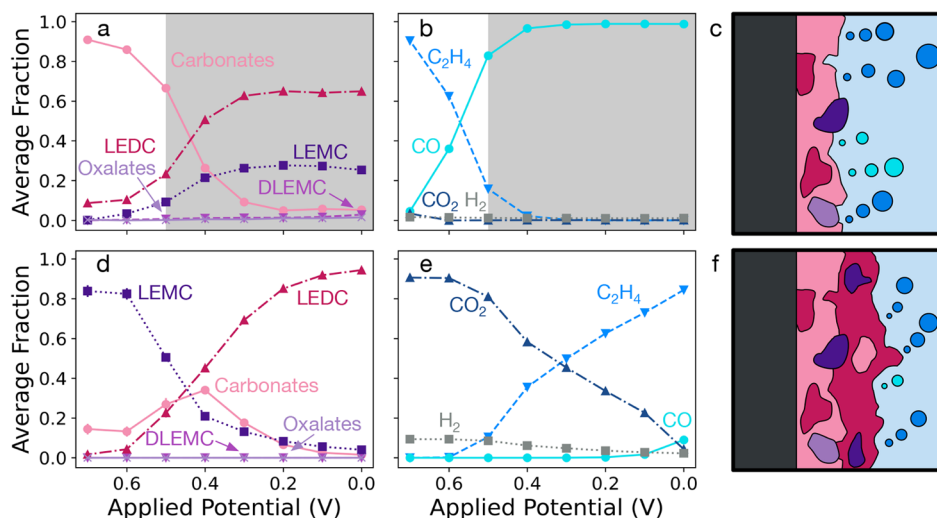 1.0
0.8
0.6
0.4
0.2
0.0
Average Fraction
a
Carbonates
LEDC
Oxalates
LEMC
DLEMC
b
C₂H₄
CO
CO₂
H₂
c
1.0
0.8
0.6
0.4
0.2
0.0
Average Fraction
d
LEMC
LEDC
Carbonates
DLEMC
Oxalates
0.6
0.4
0.2
0.0
Applied Potential (V)
e
CO₂
C₂H₄
H₂
CO
0.6
0.4
0.2
0.0
Applied Potential (V)
f